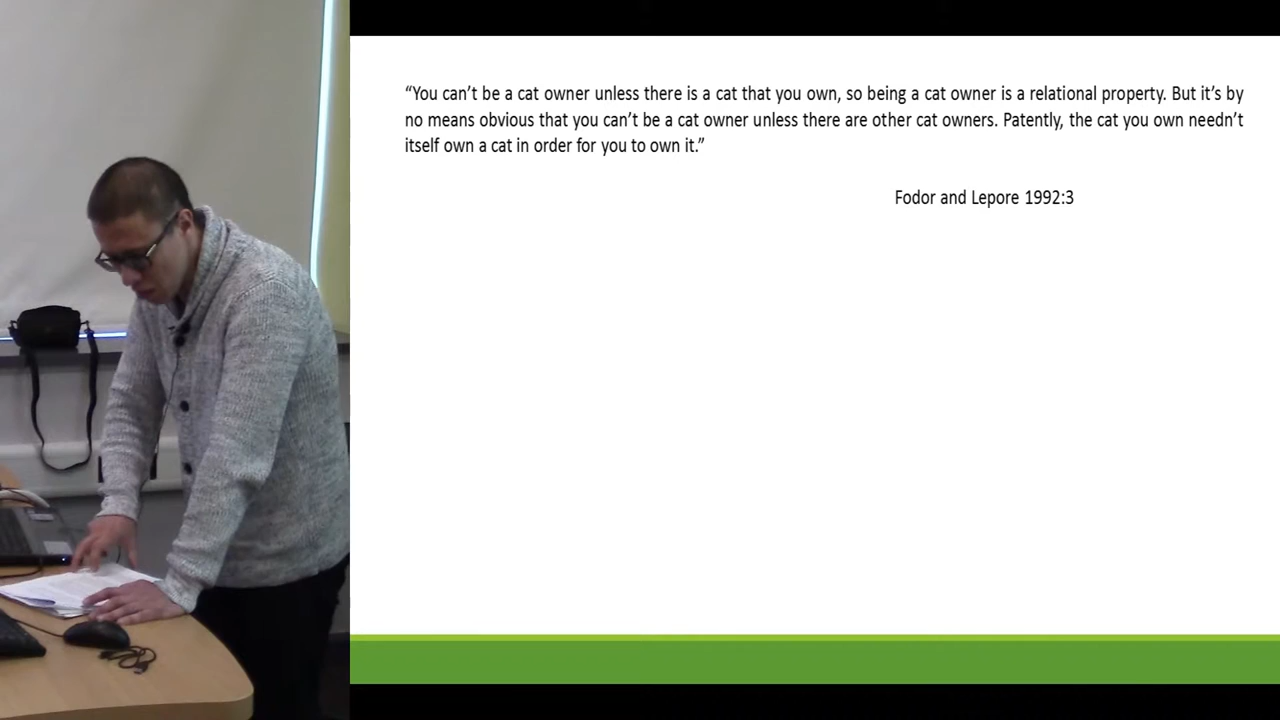 “You can’t be a cat owner unless there is a cat that you own, so being a cat owner is a relational property. But it’s by
no means obvious that you can’t be a cat owner unless there are other cat owners. Patently, the cat you own needn’t
itself own a cat in order for you to own it.”
Fodor and Lepore 1992:3